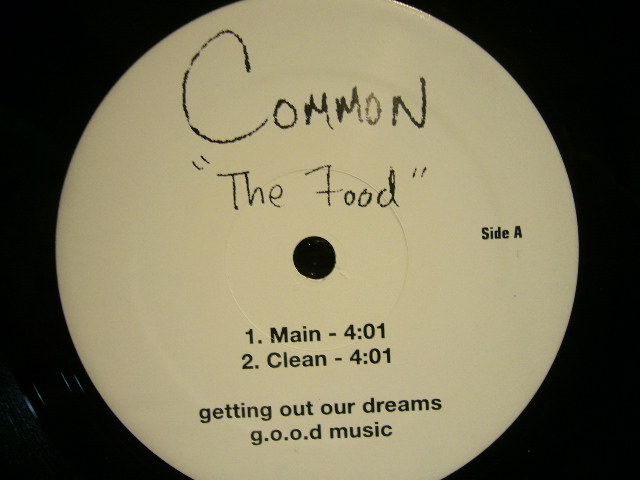 Common
"The Food"
Side A
1. Main - 4:01
2. Clean - 4:01
getting out our dreams
g.o.o.d music